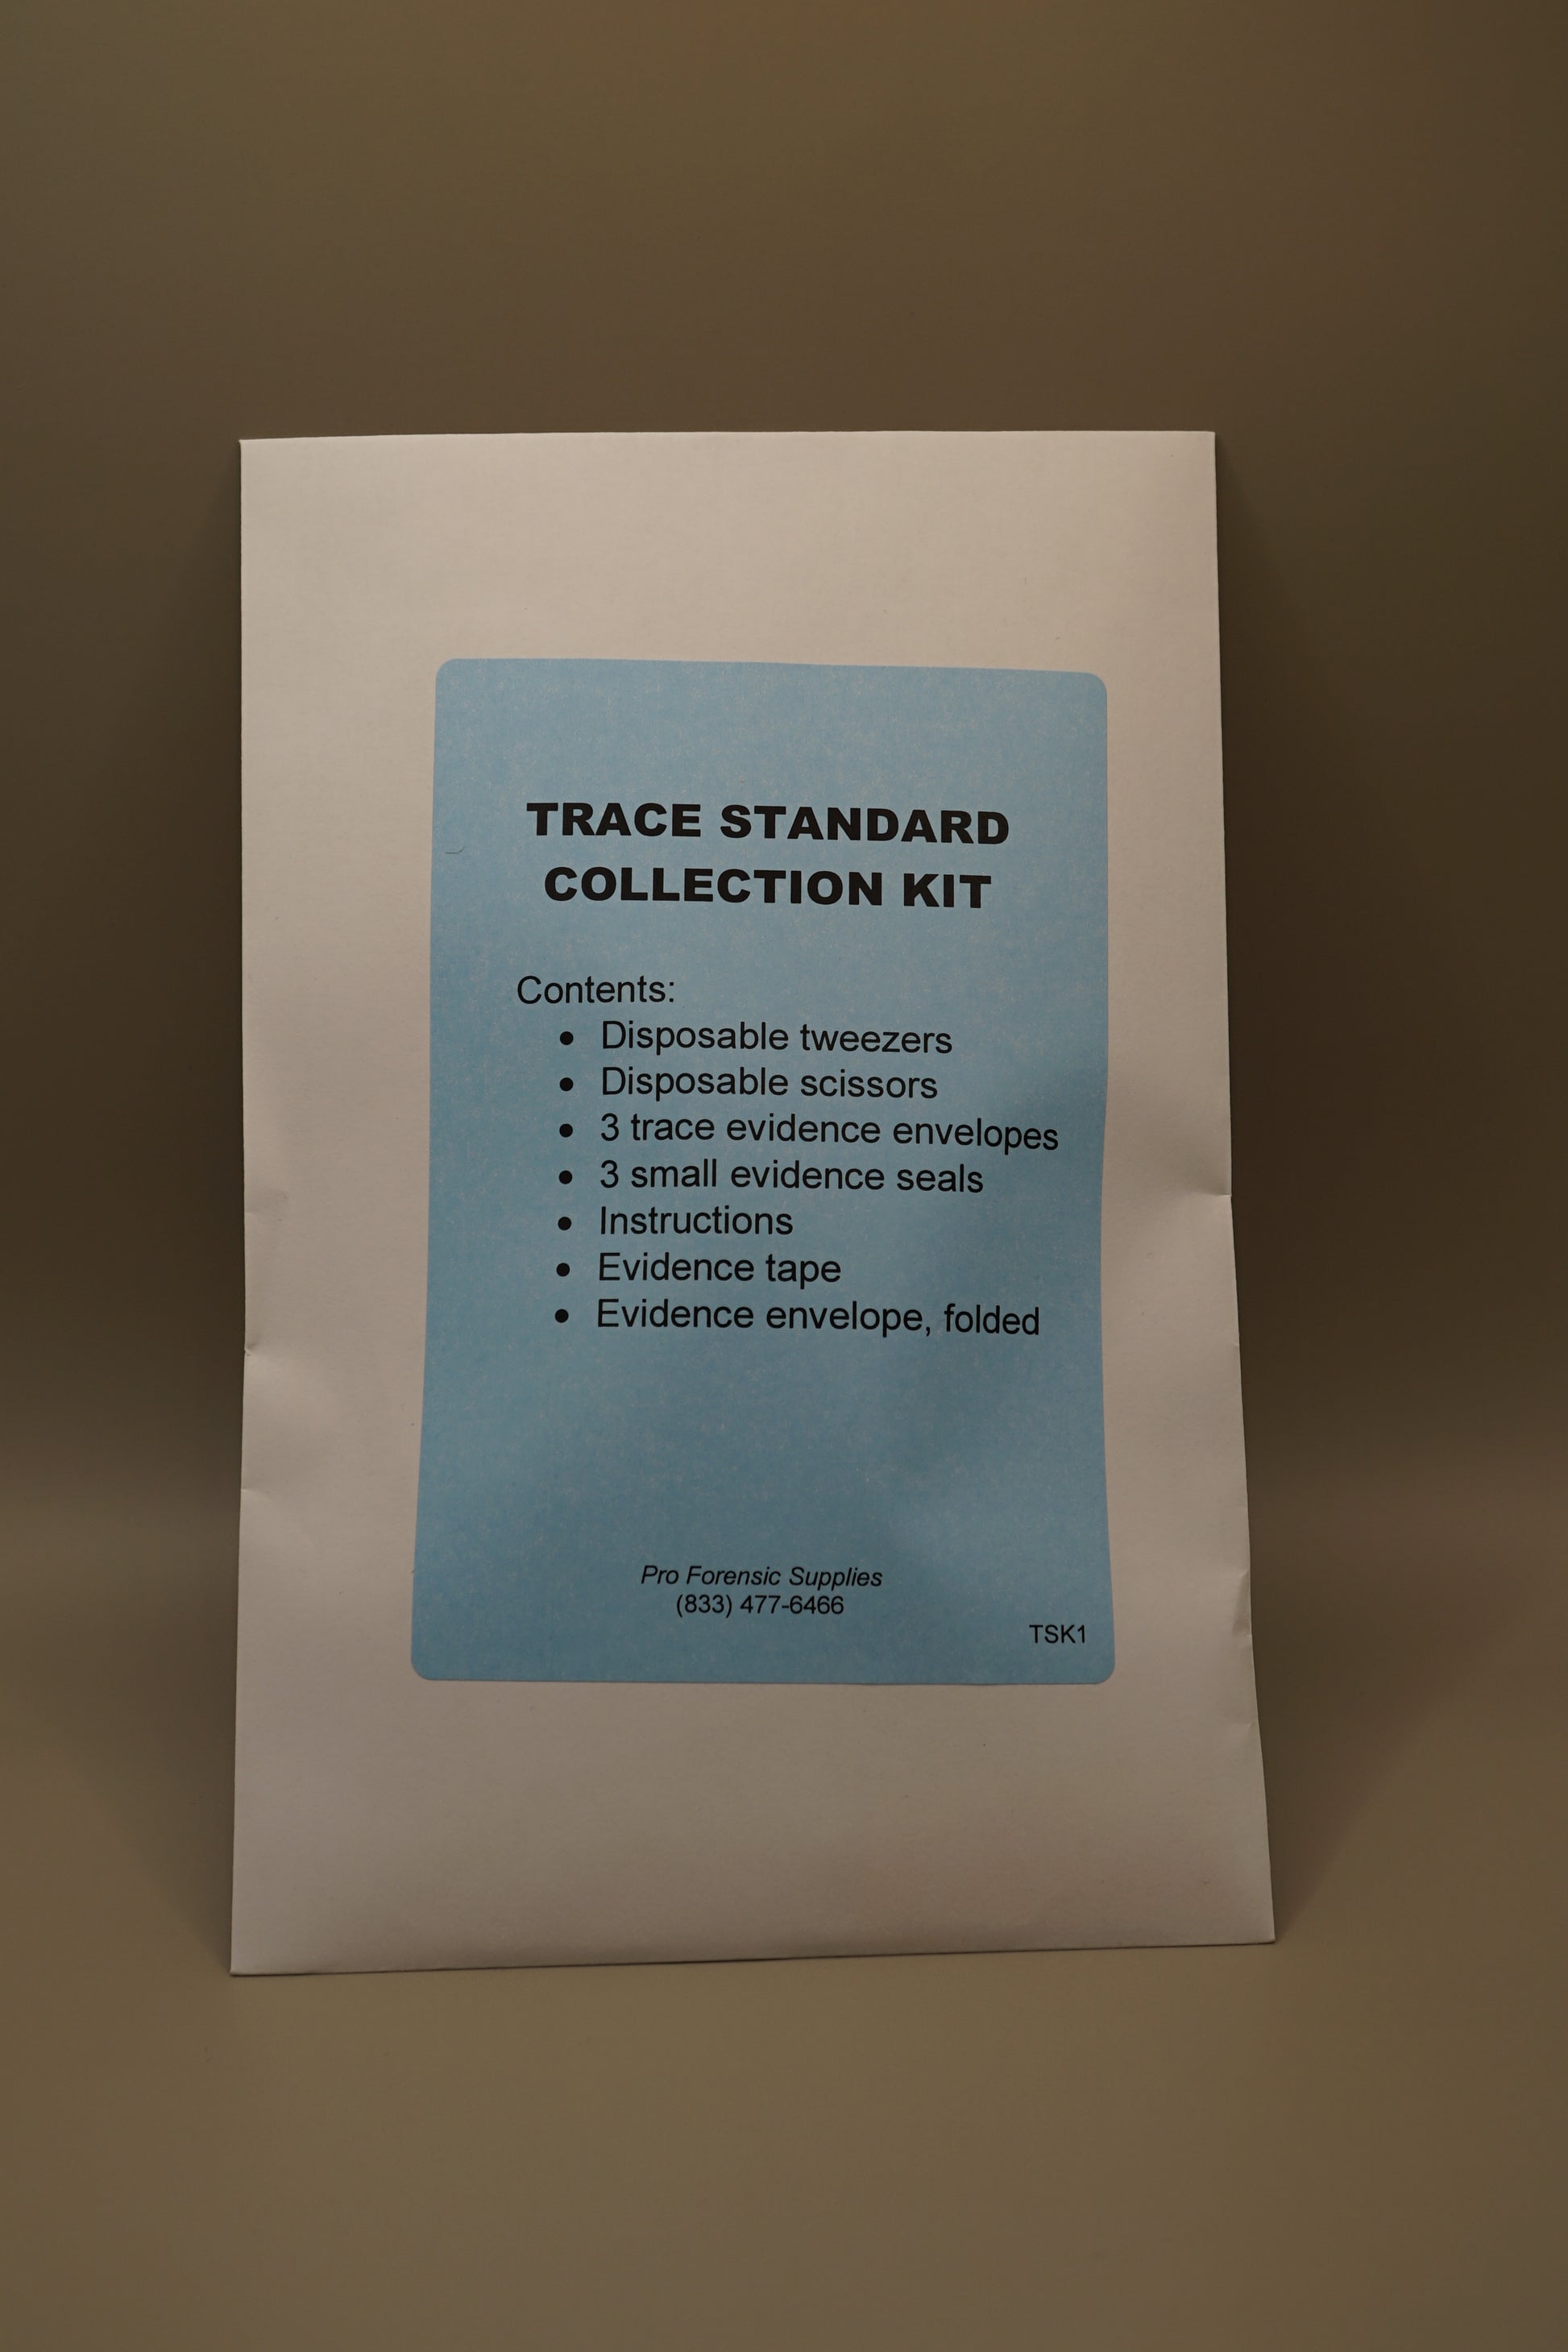 TRACE STANDARD
COLLECTION KIT
Contents:
• Disposable tweezers
• Disposable scissors
• 3 trace evidence envelopes
• 3 small evidence seals
• Instructions
• Evidence tape
• Evidence envelope, folded
Pro Forensic Supplies
(833) 477-6466
TSK1